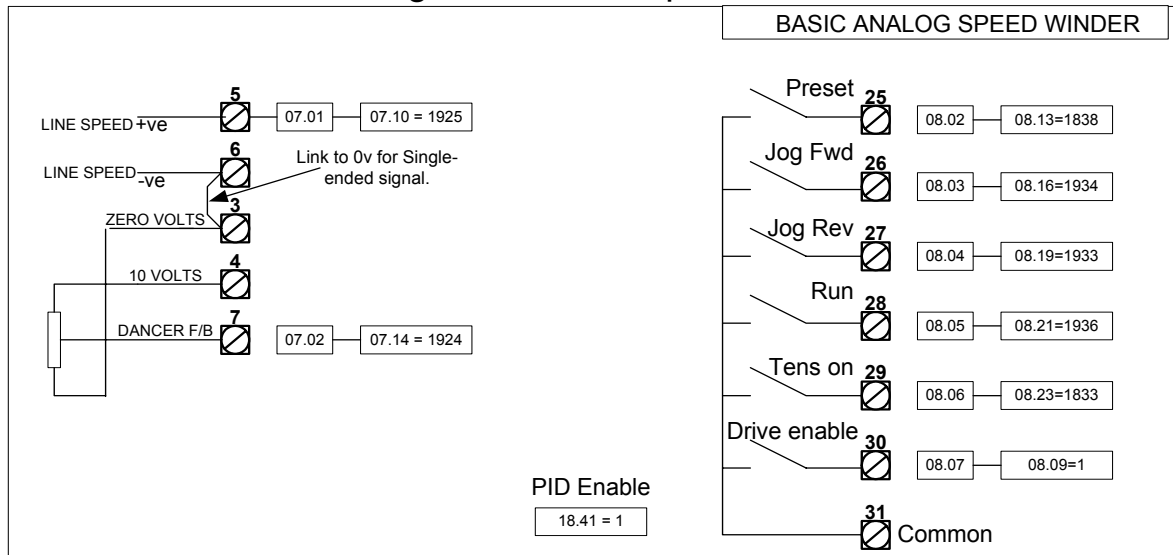 BASIC ANALOG SPEED WINDER
5
LINE SPEED +ve
07.01
07.10 = 1925
6
LINE SPEED -ve
Link to 0v for Single-
ended signal.
3
ZERO VOLTS
4
10 VOLTS
7
DANCER F/B
07.02
07.14 = 1924
PID Enable
18.41 = 1
Preset
25
08.02
08.13=1838
Jog Fwd
26
08.03
08.16=1934
Jog Rev
27
08.04
08.19=1933
Run
28
08.05
08.21=1936
Tens on
29
08.06
08.23=1833
Drive enable
30
08.07
08.09=1
31
Common